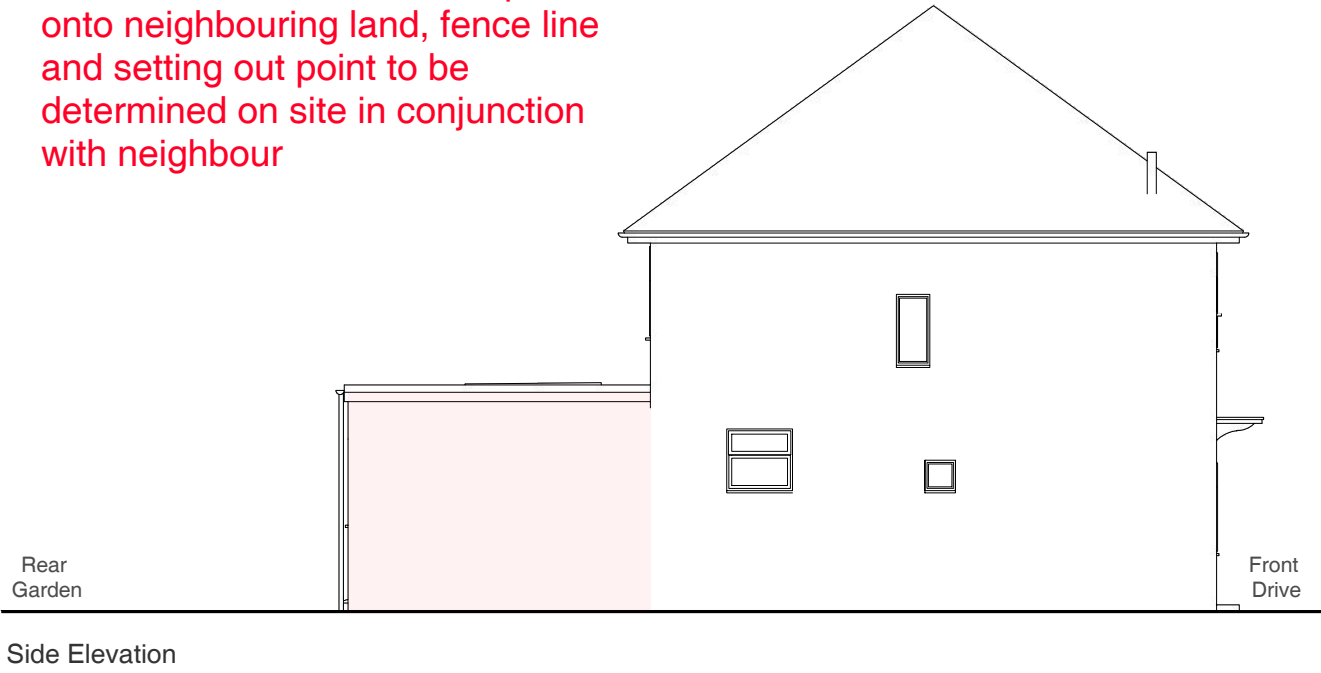 onto neighbouring land, fence line
and setting out point to be
determined on site in conjunction
with neighbour
Rear
Garden
Front
Drive
Side Elevation